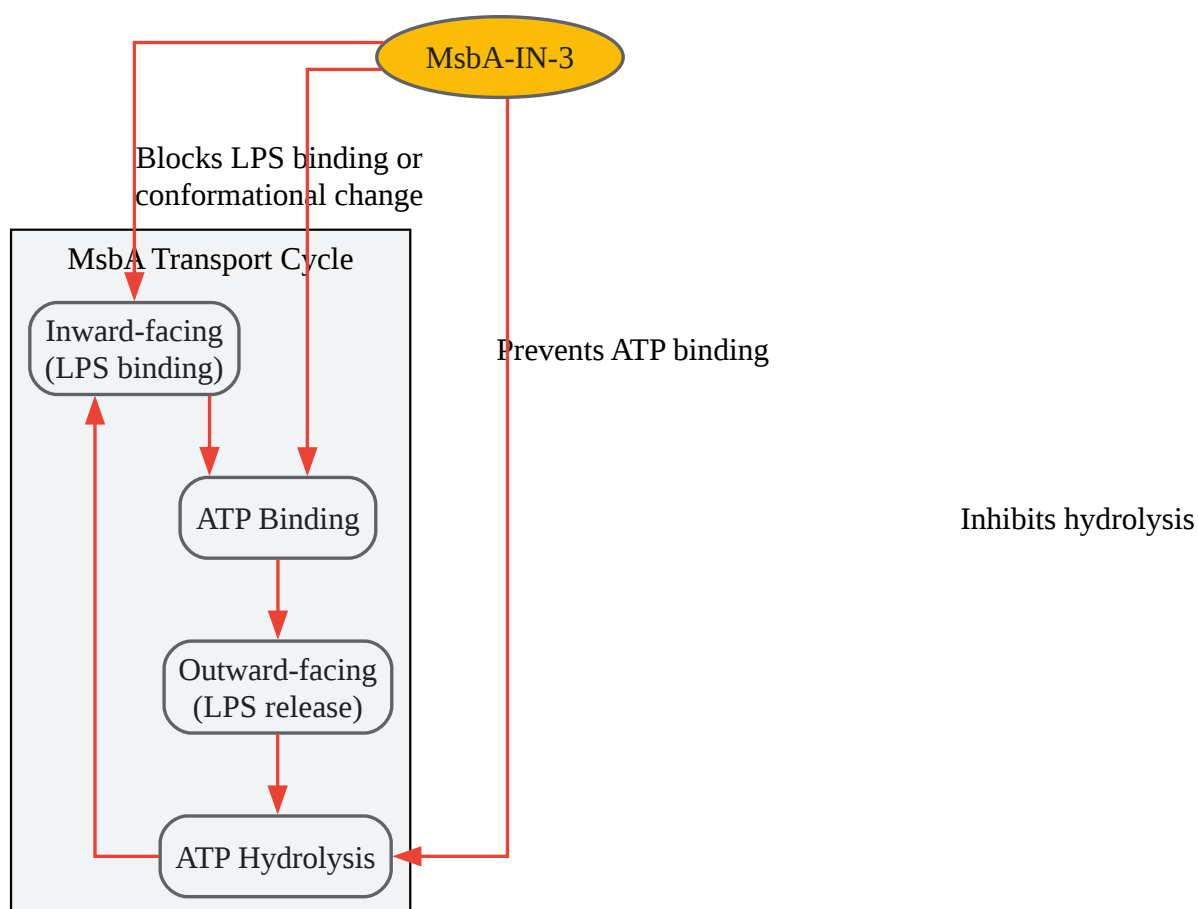 MsbA-IN-3
Blocks LPS binding or
conformational change
MsbA Transport Cycle
Inward-facing
(LPS binding)
Prevents ATP binding
ATP Binding
Inhibits hydrolysis
Outward-facing
(LPS release)
ATP Hydrolysis